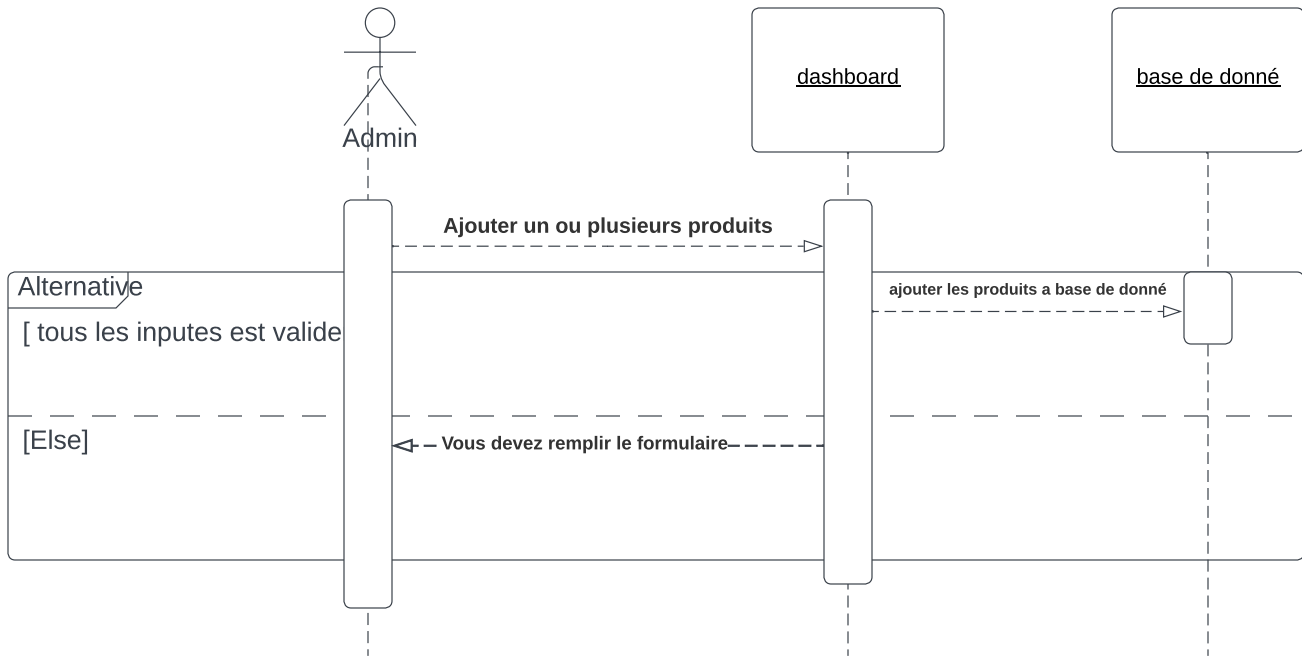 Admin
dashboard
base de donné
Ajouter un ou plusieurs produits
Alternative
ajouter les produits a base de donné
[ tous les inputes est valide
[Else]
Vous devez remplir le formulaire